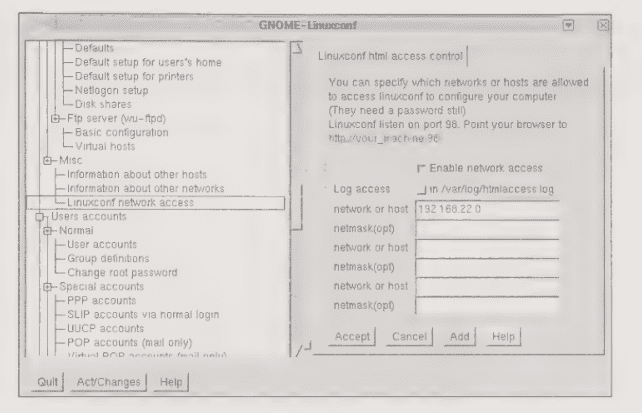 GNOME-Linuxconf
Defaults
Default setup for users's home
Default setup for printers
Netlogon setup
Disk shares
Ftp server (wu-ftpd)
Basic configuration
Virtual hosts
Misc
Information about other hosts
Information about other networks
Linuxconf network access
Users accounts
Normal
User accounts
Group definitions
Change root password
Special accounts
PPP accounts
SLIP accounts via normal login
UUCP accounts
POP accounts (mail only)
Virtual POP accounts (mail only)
Linuxconf html access control
You can specify which networks or hosts are allowed
to access linuxconf to configure your computer
(They need a password still)
Linuxconf listen on port 98. Point your browser to
Enable network access
Log access in /var/log/htmlaccess log
network or host 192 168.22 0
netmask(opt)
network or host
netmask(opt)
network or host
netmask(opt)
Accept Cancel Add Help
Quit Act/Changes Help